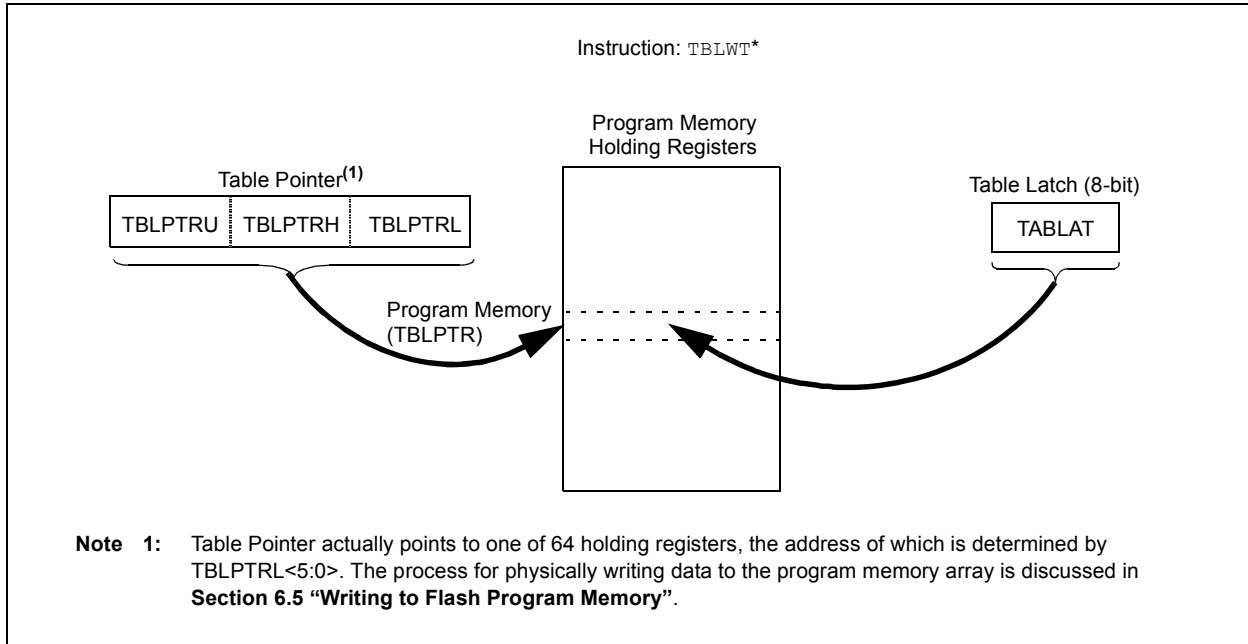 Instruction: TBLWT*
Program Memory
Holding Registers
Table Pointer(1)
Table Latch (8-bit)
TBLPTRU TBLPTRH TBLPTRL
TABLAT
Program Memory
(TBLPTR)
Note 1: Table Pointer actually points to one of 64 holding registers, the address of which is determined by
TBLPTRL<5:0>. The process for physically writing data to the program memory array is discussed in
Section 6.5 “Writing to Flash Program Memory”.